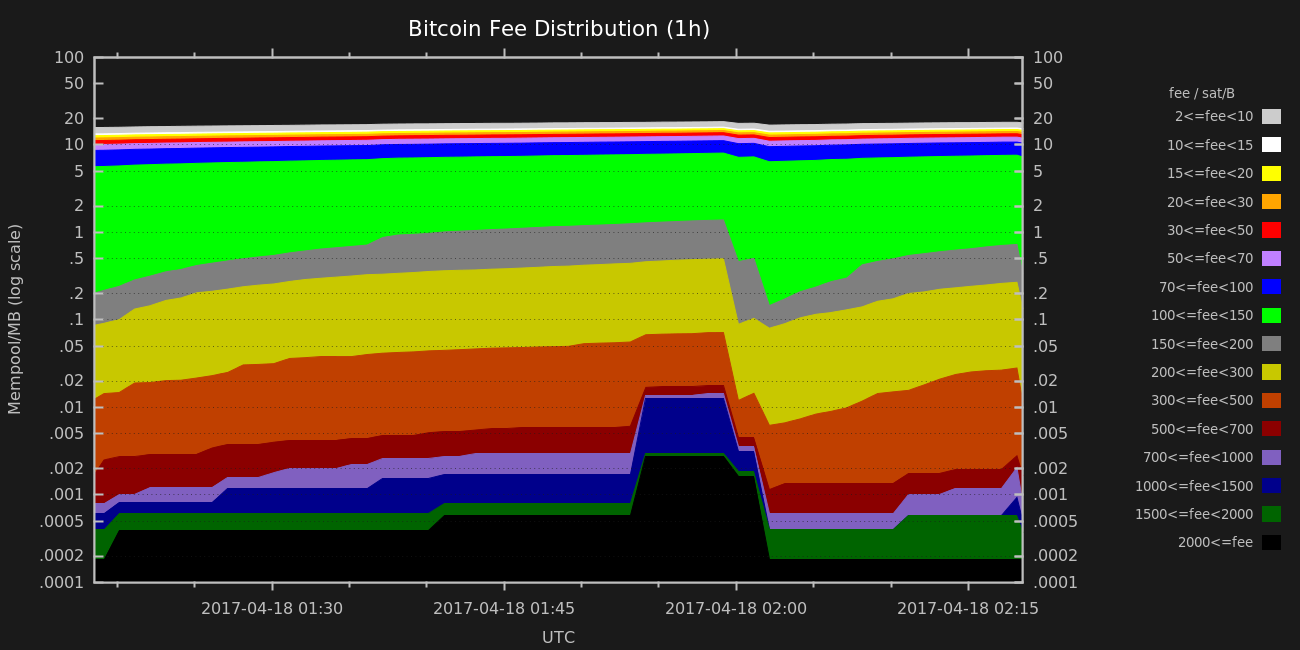 Bitcoin Fee Distribution (1h)
100 100
50 50
20 20
10 10
5 5
2 2
1 1
.5 .5
.2 .2
.1 .1
.05 .05
.02 .02
.01 .01
.005 .005
.002 .002
.001 .001
.0005 .0005
.0002 .0002
.0001 .0001
Mempool/MB (log scale)
2017-04-18 01:30 2017-04-18 01:45 2017-04-18 02:00 2017-04-18 02:15
UTC
fee / sat/B
2<=fee<10
10<=fee<15
15<=fee<20
20<=fee<30
30<=fee<50
50<=fee<70
70<=fee<100
100<=fee<150
150<=fee<200
200<=fee<300
300<=fee<500
500<=fee<700
700<=fee<1000
1000<=fee<1500
1500<=fee<2000
2000<=fee